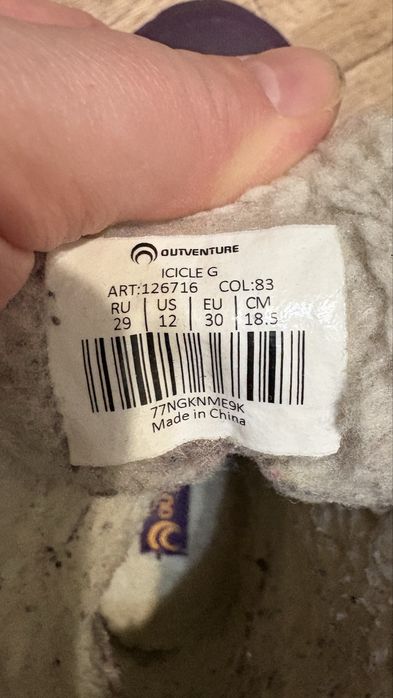 OUTVENTURE
ICICLE G
ART:126716 COL:83
RU | US | EU | CM
29 | 12 | 30 | 18.5
77NGKNME9K
Made in China